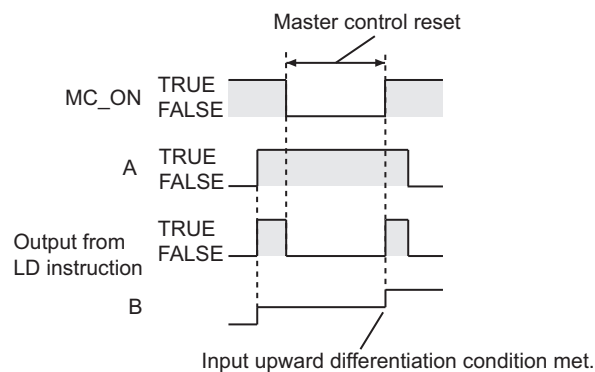 Master control reset
MC_ON
TRUE
FALSE
A
TRUE
FALSE
Output from
LD instruction
TRUE
FALSE
B
Input upward differentiation condition met.